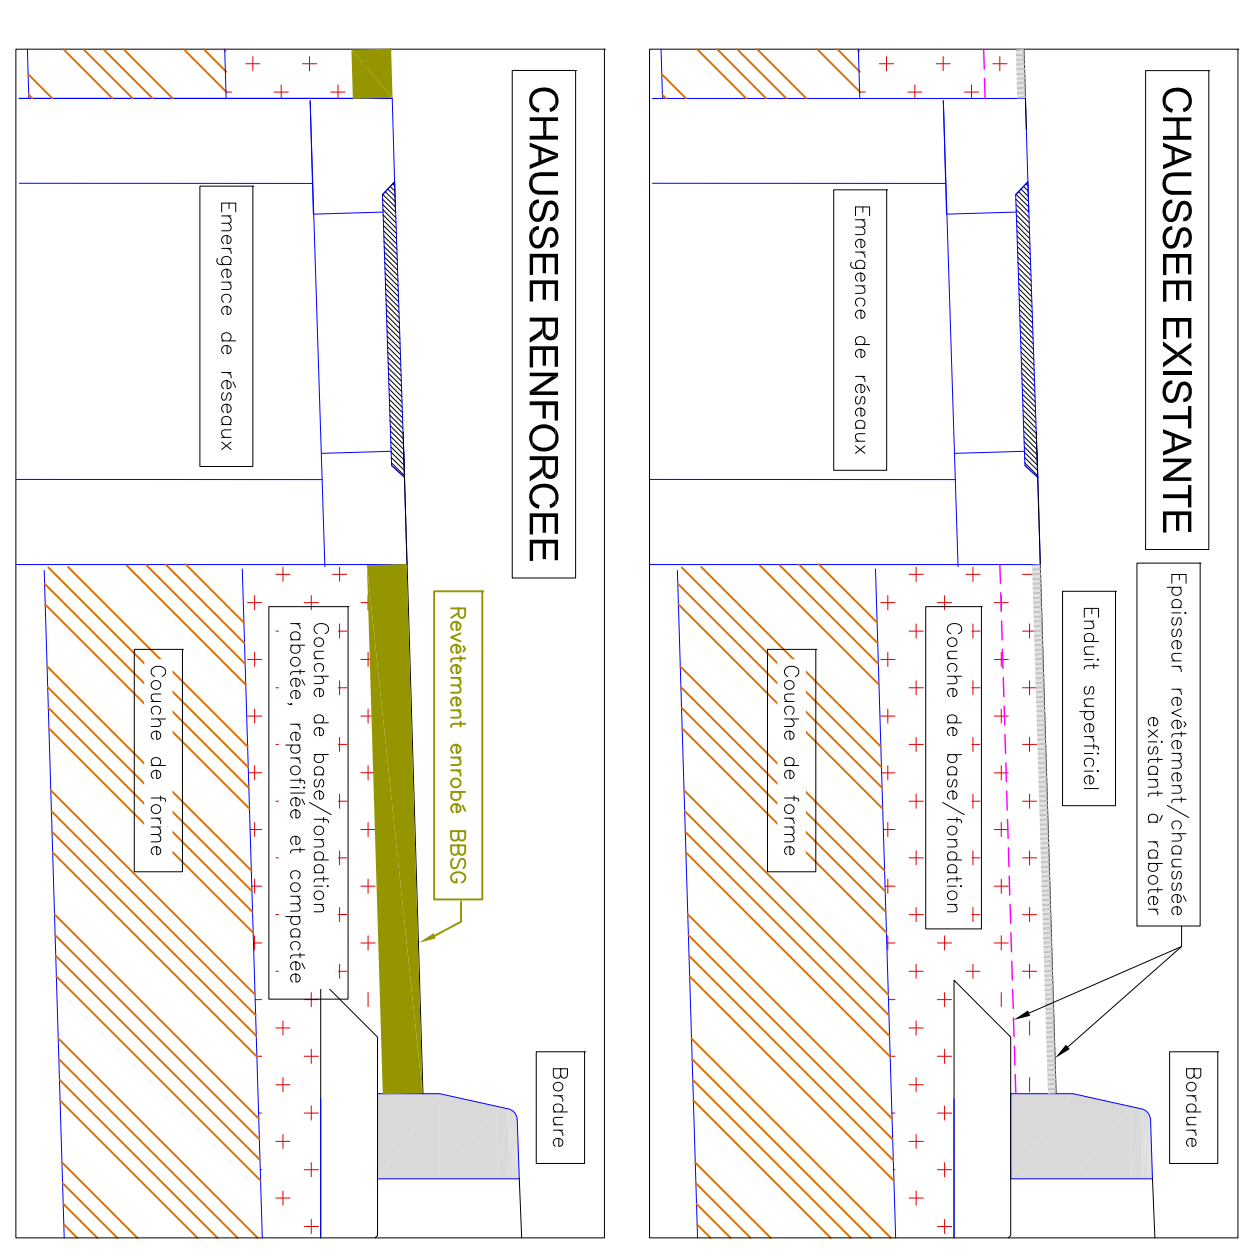 CHAUSSEE EXISTANTE
Epaisseur revêtement/chaussée
existant à raboter
Bordure
Enduit superficiel
Emergence de réseaux
Couche de base/fondation
Couche de forme
CHAUSSEE RENFORCEE
Bordure
Revêtement enrobé BBSG
Emergence de réseaux
Couche de base/fondation
rabotée, reprofilée et compactée
Couche de forme